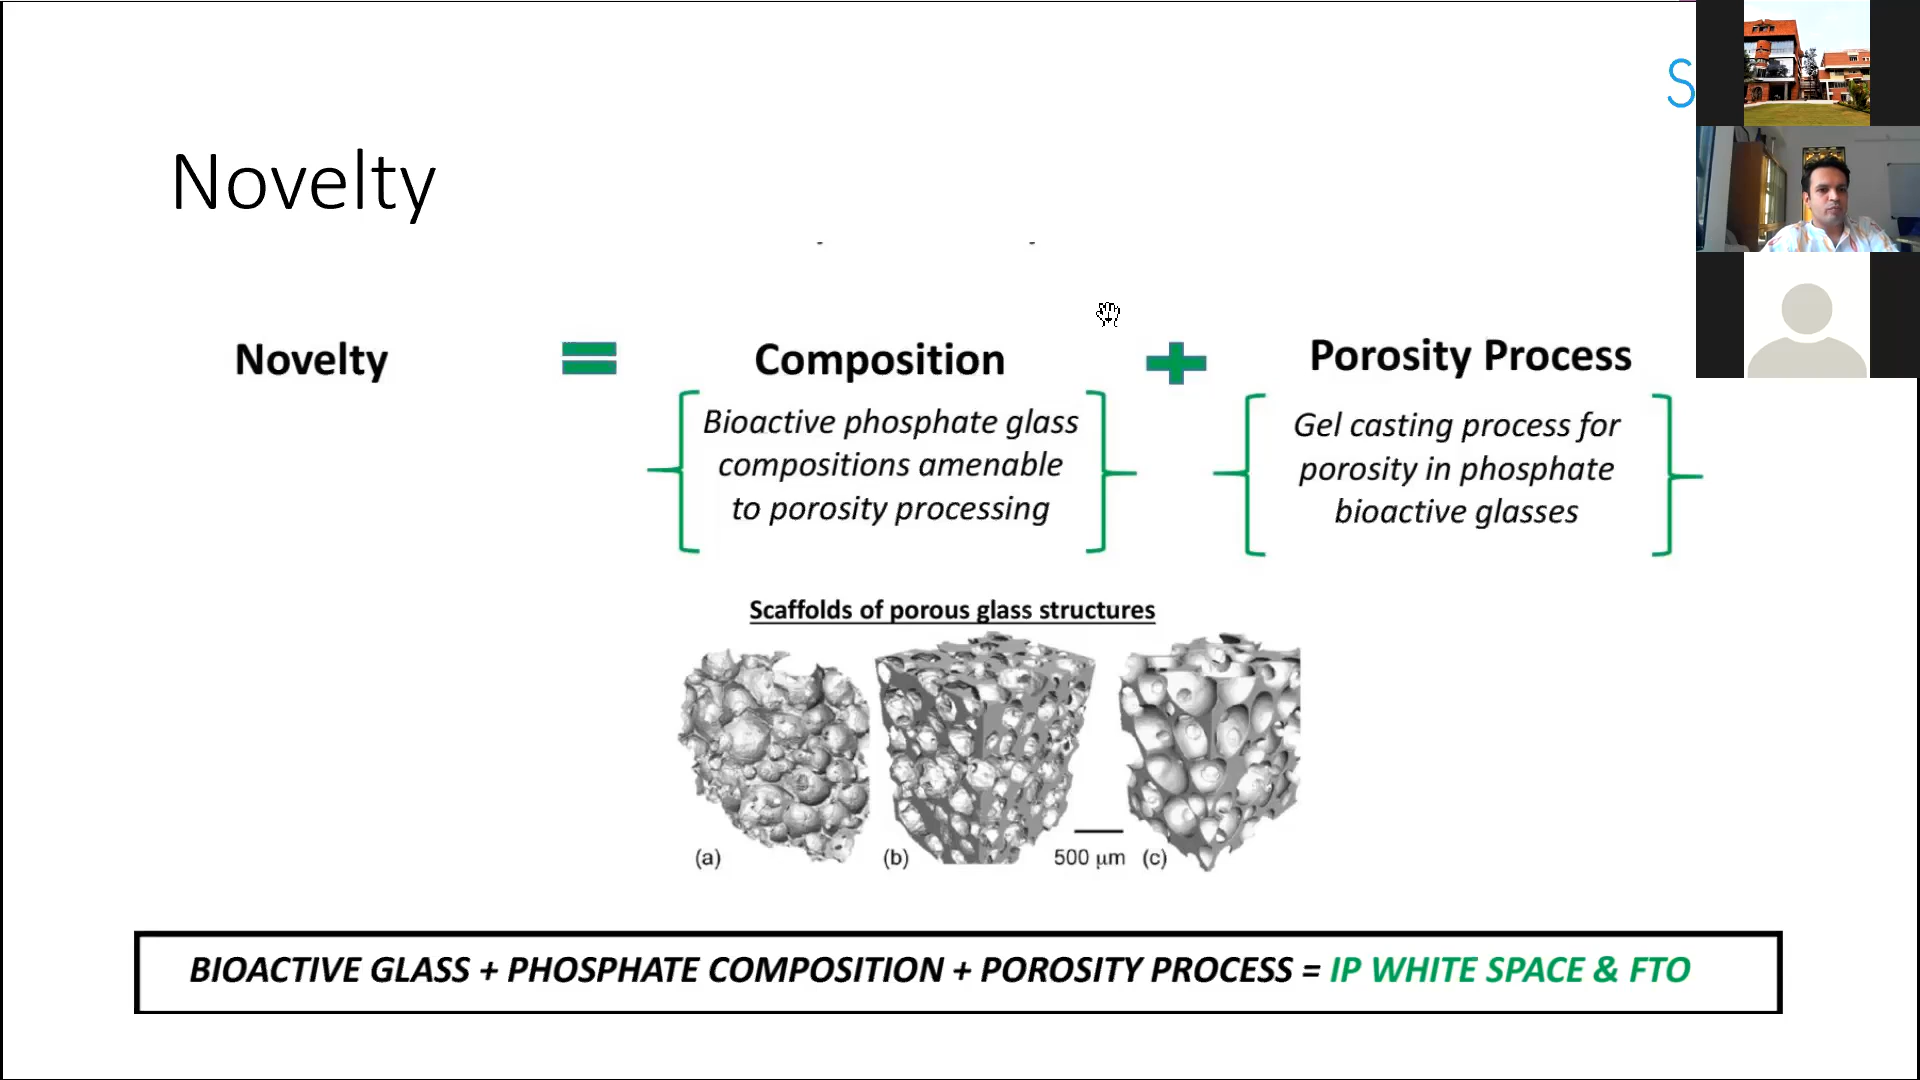 S
Novelty
Novelty = Composition + Porosity Process
Bioactive phosphate glass
compositions amenable
to porosity processing
Gel casting process for
porosity in phosphate
bioactive glasses
Scaffolds of porous glass structures
(a) (b) 500 µm (c)
BIOACTIVE GLASS + PHOSPHATE COMPOSITION + POROSITY PROCESS = IP WHITE SPACE & FTO